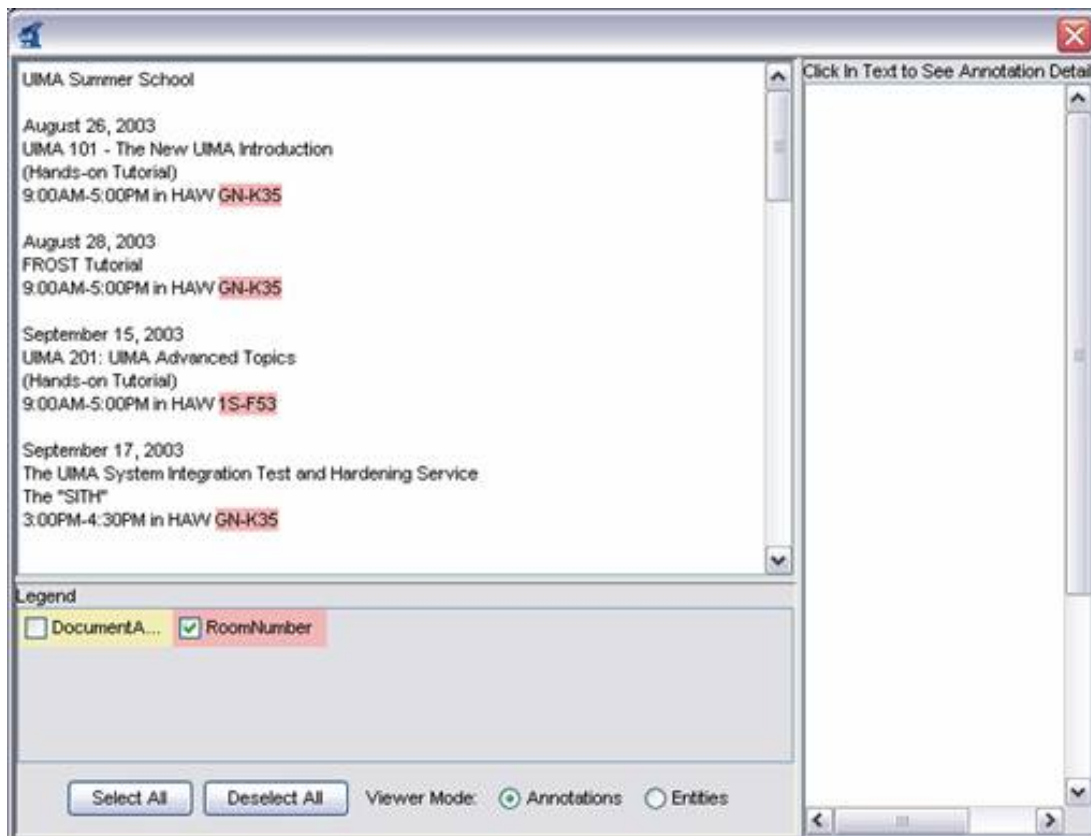 UIMA Summer School
August 26, 2003
UIMA 101 - The New UIMA Introduction
(Hands-on Tutorial)
9:00AM-5:00PM in HAW GN-K35
August 28, 2003
FROST Tutorial
9:00AM-5:00PM in HAW GN-K35
September 15, 2003
UIMA 201: UIMA Advanced Topics
(Hands-on Tutorial)
9:00AM-5:00PM in HAW 1S-F53
September 17, 2003
The UIMA System Integration Test and Hardening Service
The "SITH"
3:00PM-4:30PM in HAW GN-K35
Click In Text to See Annotation Detai
Legend
DocumentA... RoomNumber
Select All Deselect All Viewer Mode: Annotations Entities